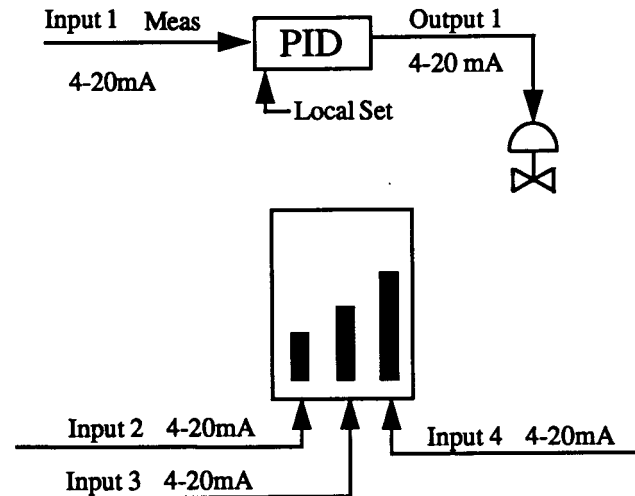 Input 1 Meas
PID
Output 1
4-20mA
4-20 mA
Local Set
Input 2 4-20mA
Input 4 4-20mA
Input 3 4-20mA